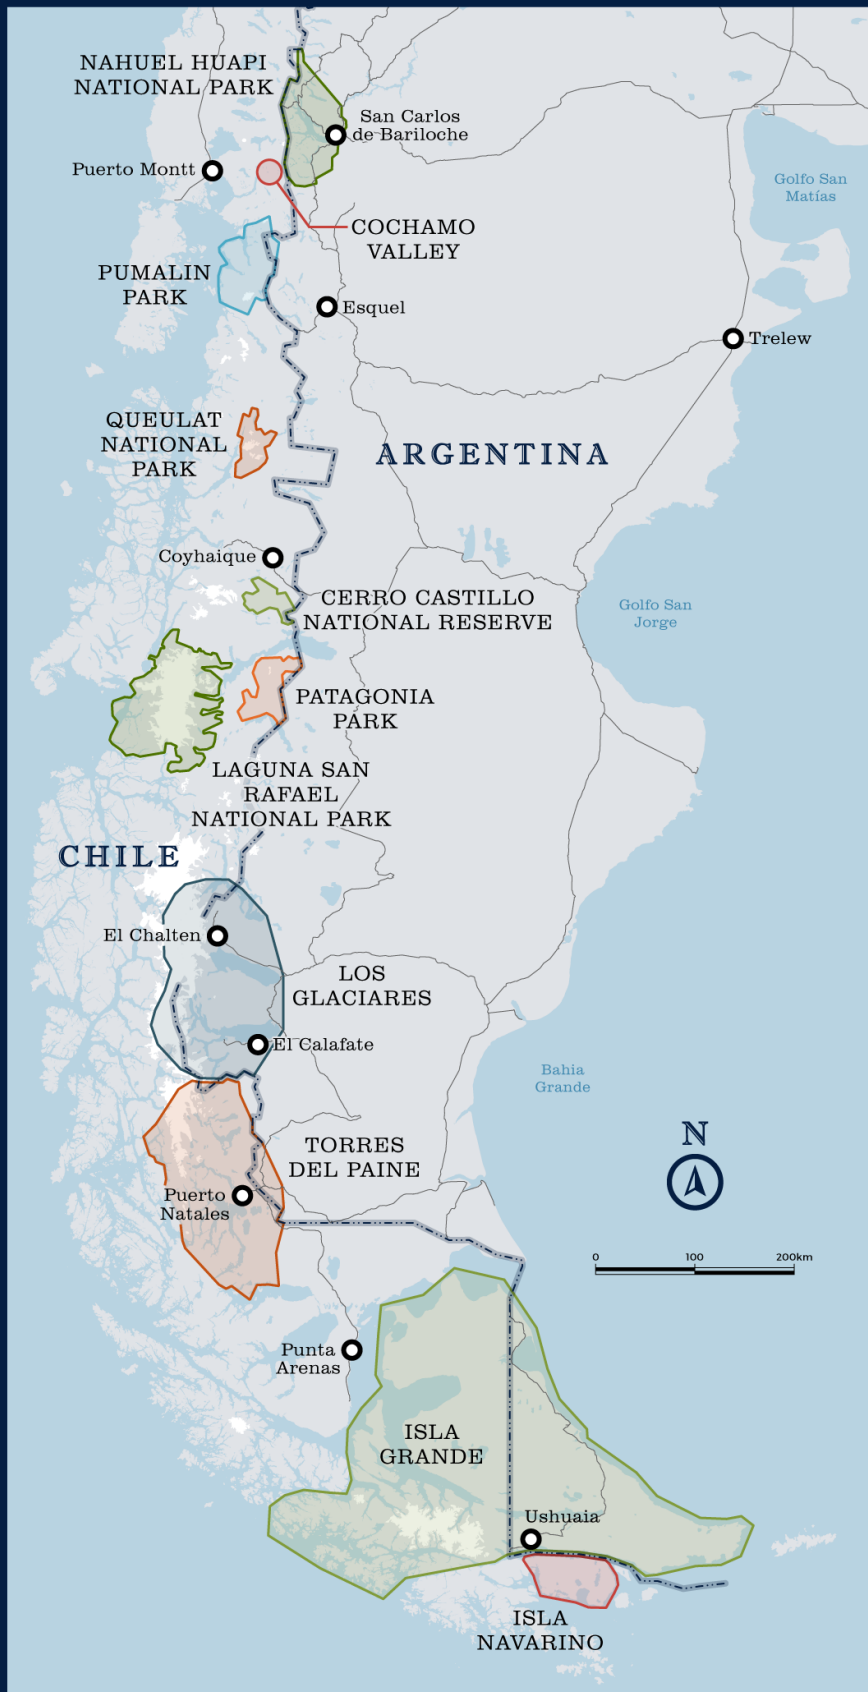 NAHUEL HUAPI
NATIONAL PARK
San Carlos
de Bariloche
Puerto Montt
Golfo San
Matías
COCHAMO
VALLEY
PUMALIN
PARK
Esquel
Trelew
QUEULAT
NATIONAL
PARK
ARGENTINA
Coyhaique
CERRO CASTILLO
NATIONAL RESERVE
Golfo San
Jorge
PATAGONIA
PARK
LAGUNA SAN
RAFAEL
NATIONAL PARK
CHILE
El Chalten
LOS
GLACIARES
El Calafate
Bahia
Grande
N
TORRES
DEL PAINE
Puerto
Natales
0 100 200km
Punta
Arenas
ISLA
GRANDE
Ushuaia
ISLA
NAVARINO